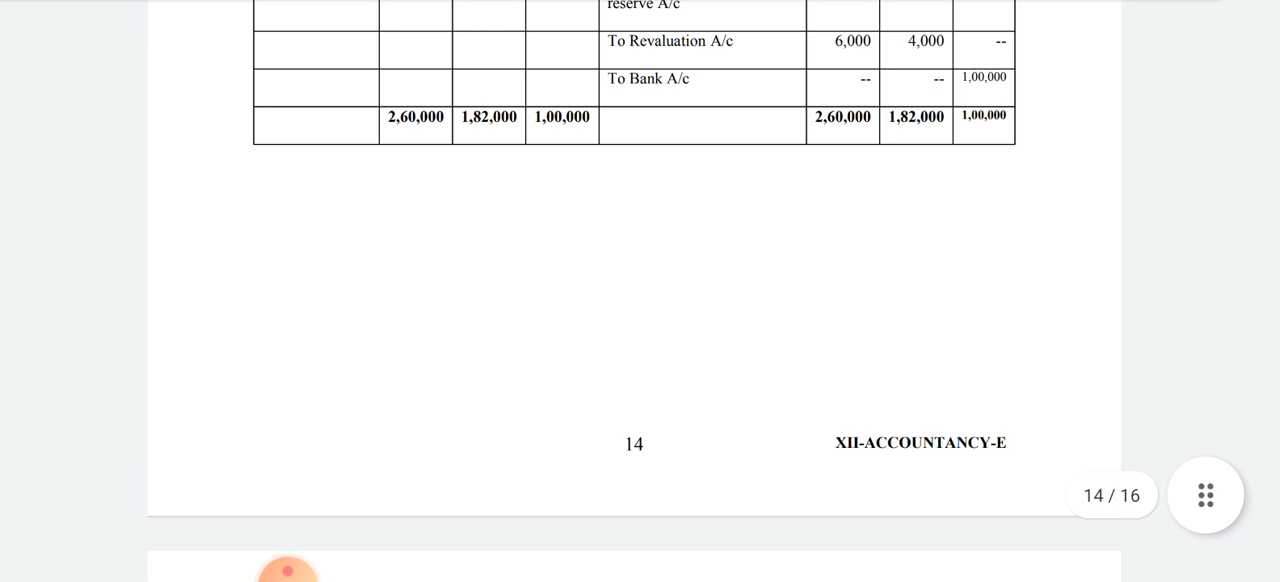 reserve A/c
To Revaluation A/c 6,000 4,000 --
To Bank A/c -- -- 1,00,000
2,60,000 1,82,000 1,00,000 2,60,000 1,82,000 1,00,000
14 XII-ACCOUNTANCY-E
14 / 16